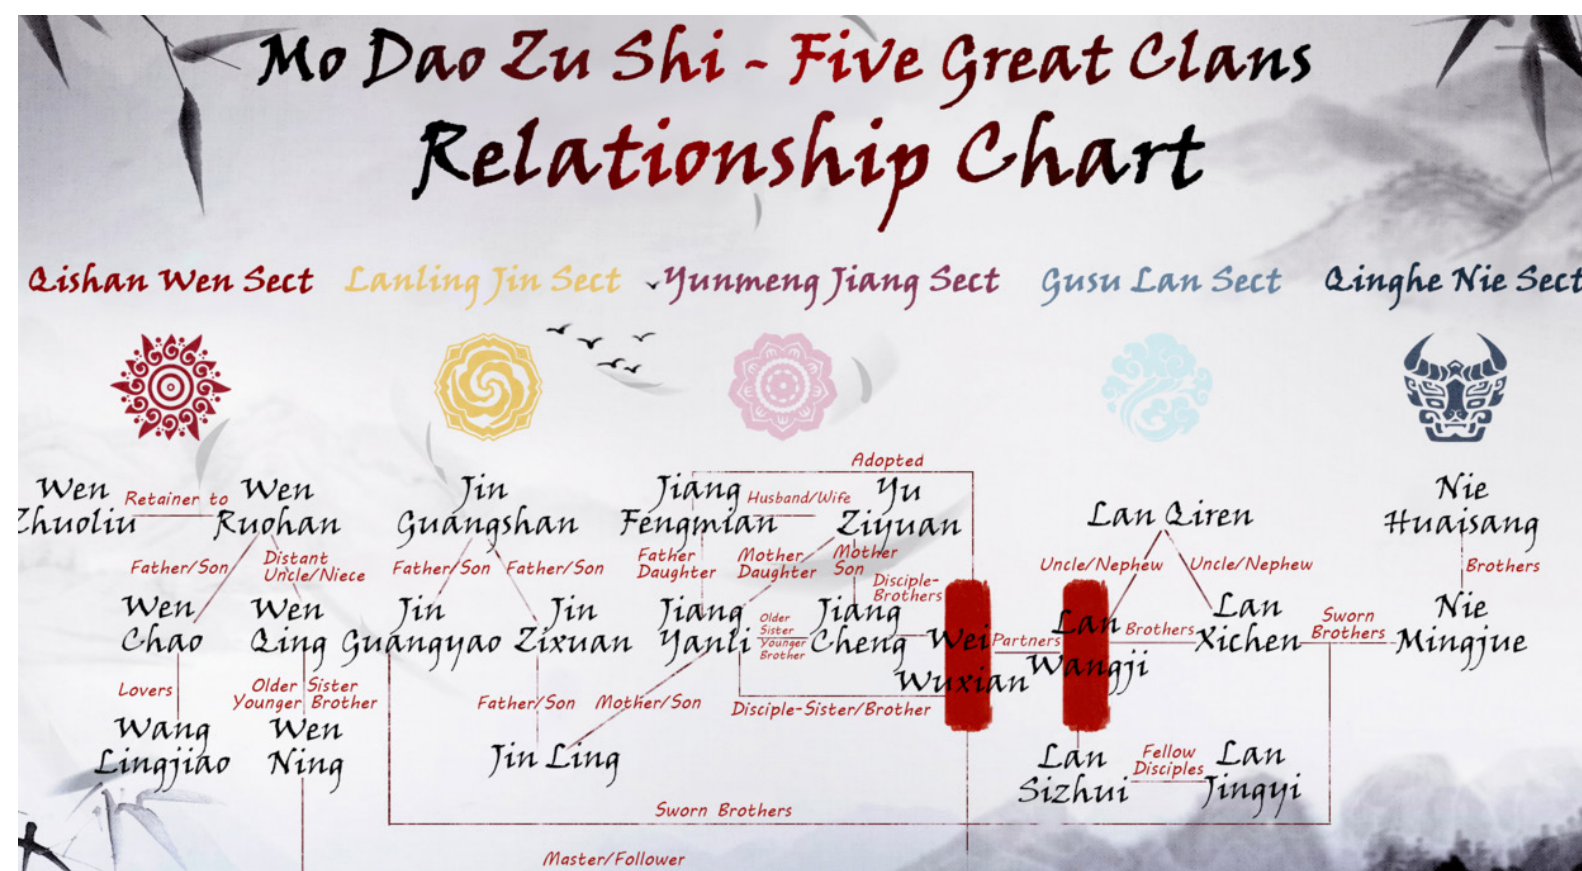 Mo Dao Zu Shi - Five Great Clans
Relationship Chart
Qishan Wen Sect
Lanling Jin Sect
Yunmeng Jiang Sect
Gusu Lan Sect
Qinghe Nie Sect
Adopted
Wen
Zhuoliu
Retainer to
Wen
Ruohan
Jin
Guangshan
Jiang
Fengmian
Husband/Wife
Yu
Ziyuan
Lan Qiren
Nie
Huaisang
Father/Son
Distant
Uncle/Niece
Father/Son
Father/Son
Father
Daughter
Mother
Daughter
Mother
Son
Disciple-
Brothers
Uncle/Nephew
Uncle/Nephew
Brothers
Wen
Chao
Wen
Qing
Jin
Guangyao
Jin
Zixuan
Jiang
Yanli
Older
Sister
Younger
Brother
Jiang
Cheng
Wei
Wuxian
Partners
Lan
Wangji
Brothers
Lan
Xichen
Sworn
Brothers
Nie
Mingjue
Lovers
Older Sister
Younger Brother
Father/Son
Mother/Son
Disciple-Sister/Brother
Wang
Lingjiao
Wen
Ning
Jin Ling
Lan
Sizhui
Fellow
Disciples
Lan
Jingyi
Sworn Brothers
Master/Follower